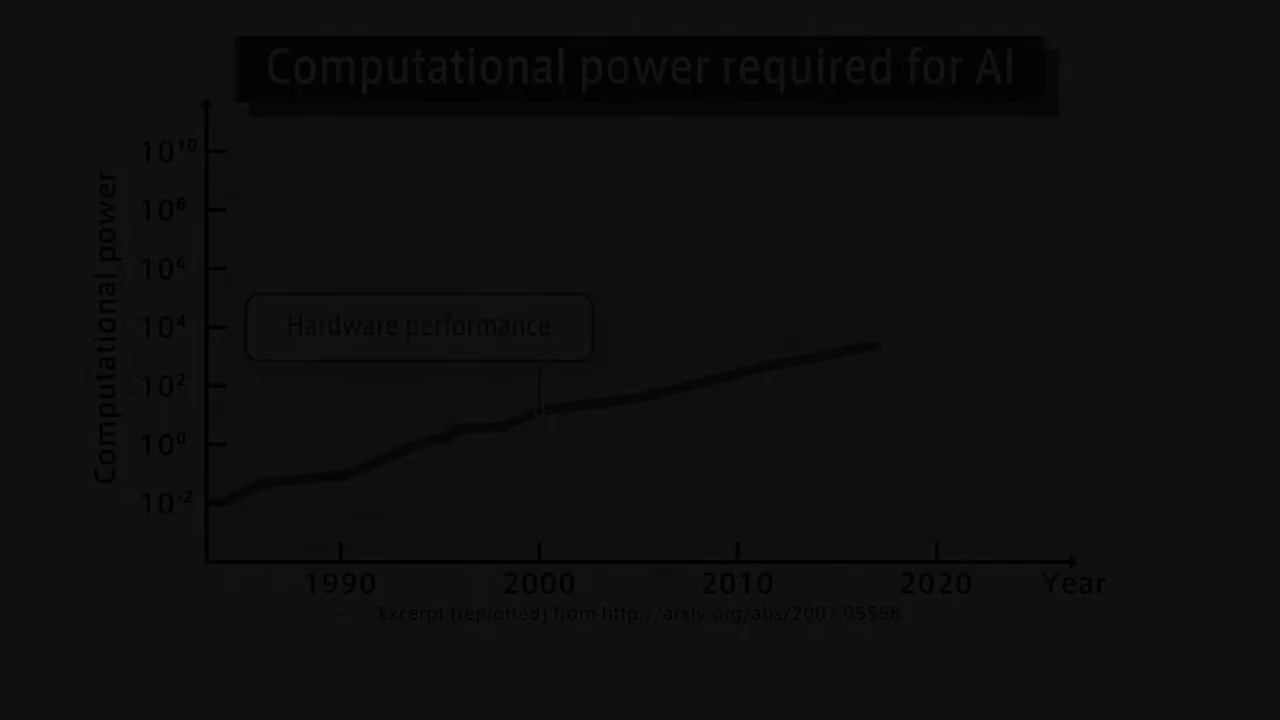 Computational power required for AI
Computational power
10¹⁰
10⁸
10⁶
10⁴
10²
10⁰
10⁻²
Hardware performance
1990
2000
2010
2020
Year
Excerpt (replotted) from http://arxiv.org/abs/2007.05558